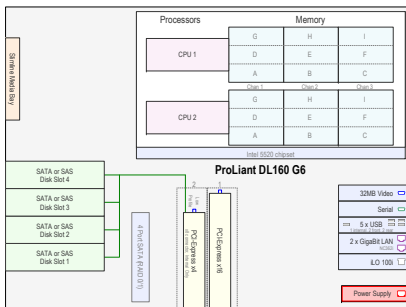 Processors
Memory
Slimline Media Bay
CPU 1
G H I
D E F
A B C
Chan 1 Chan 2 Chan 3
CPU 2
G H I
D E F
A B C
Intel 5520 chipset
ProLiant DL160 G6
SATA or SAS
Disk Slot 4
SATA or SAS
Disk Slot 3
SATA or SAS
Disk Slot 2
SATA or SAS
Disk Slot 1
4 Port SATA (RAID 0/1)
PCI-Express x4
PCI-Express x16
32MB Video
Serial
5 x USB
2 x GigaBit LAN
NC362i
iLO 100i
Power Supply